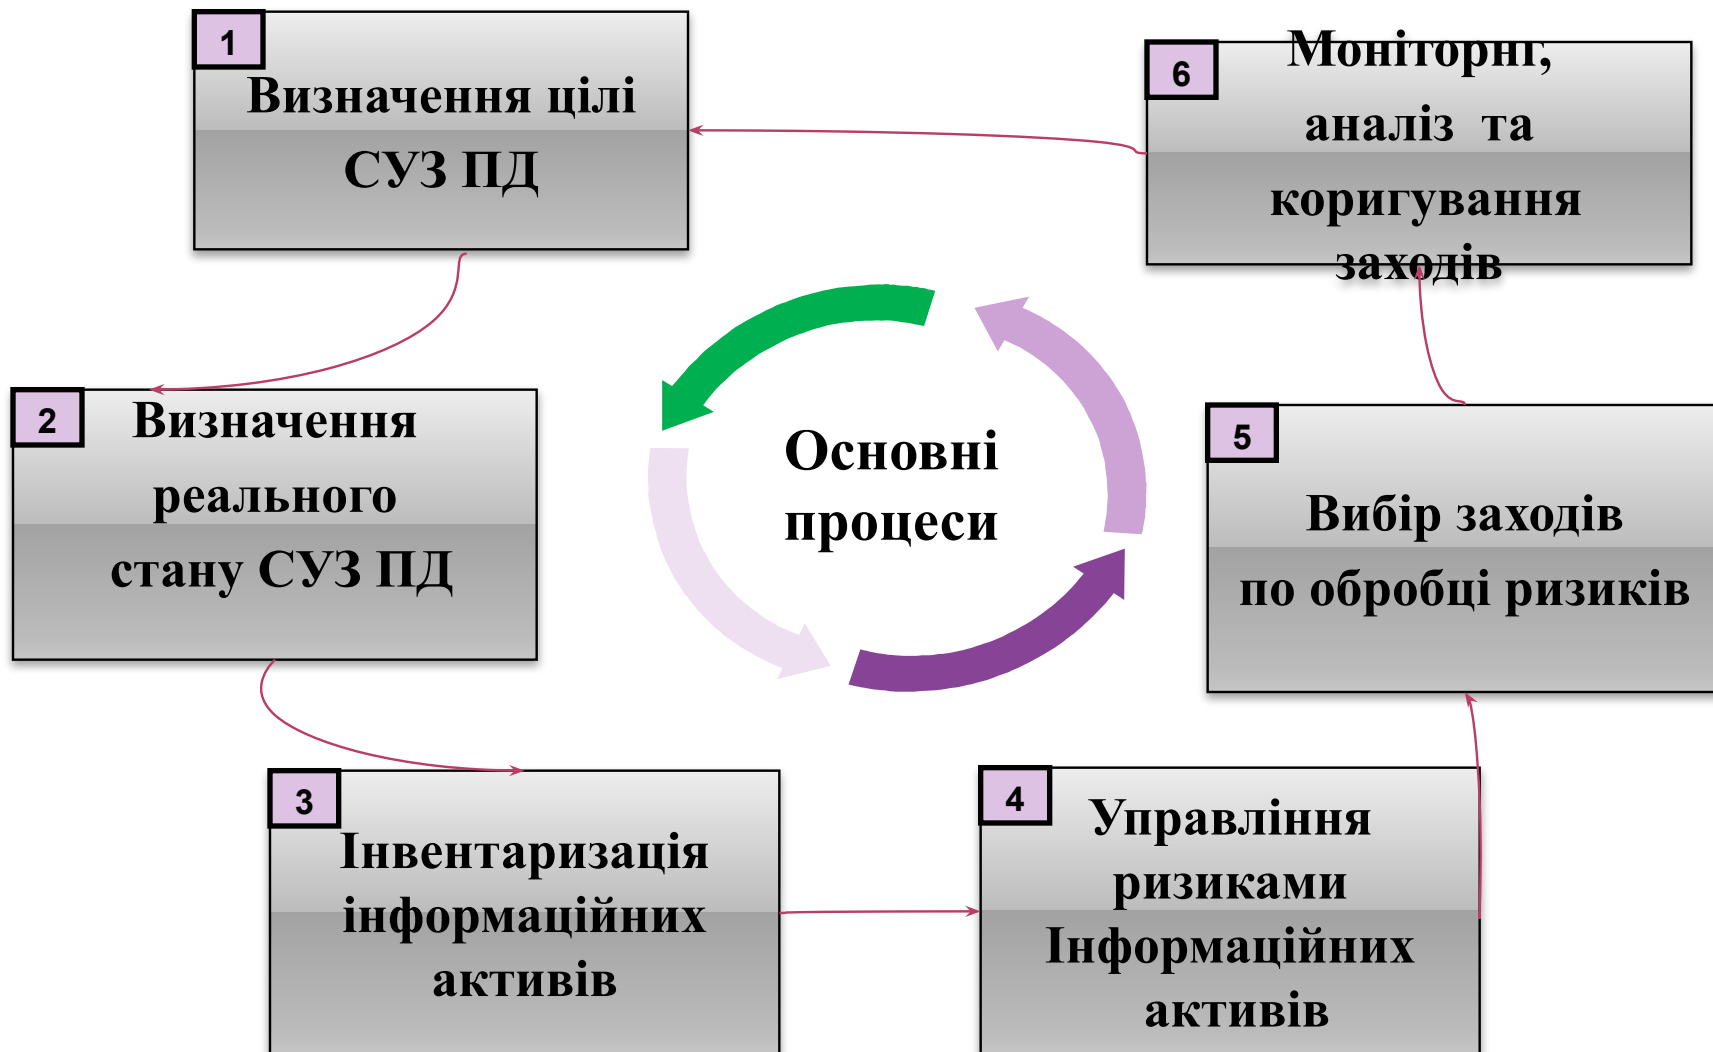 1
Визначення цілі
СУЗ ПД
2
Визначення
реального
стану СУЗ ПД
3
Інвентаризація
інформаційних
активів
4
Управління
ризиками
Інформаційних
активів
5
Вибір заходів
по обробці ризиків
6
Моніторнг,
аналіз та
коригування
заходів
Основні
процеси